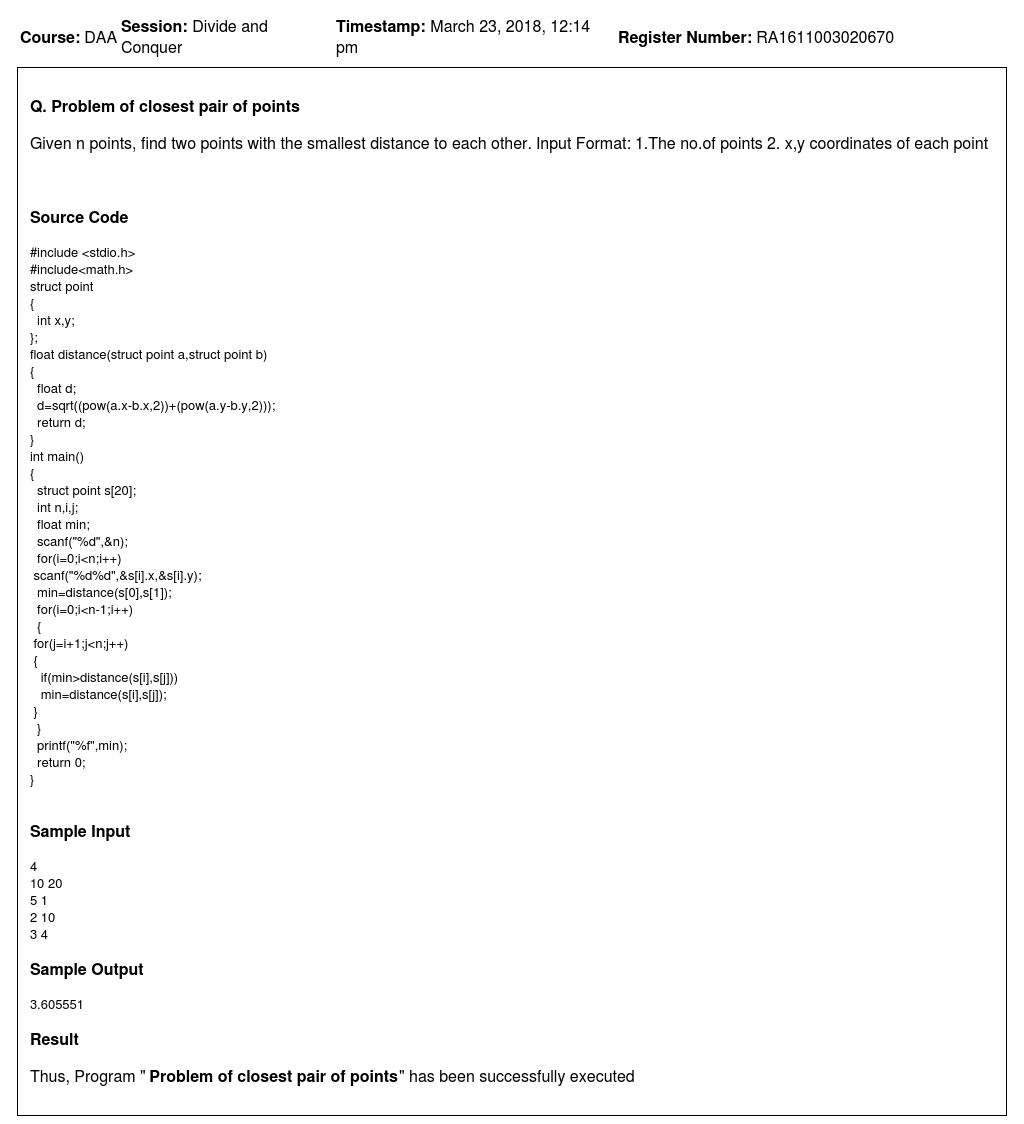 Course: DAA Session: Divide and Conquer Timestamp: March 23, 2018, 12:14 pm Register Number: RA1611003020670
Q. Problem of closest pair of points
Given n points, find two points with the smallest distance to each other. Input Format: 1.The no.of points 2. x,y coordinates of each point
Source Code
#include <stdio.h>
#include<math.h>
struct point
{
  int x,y;
};
float distance(struct point a,struct point b)
{
  float d;
  d=sqrt((pow(a.x-b.x,2))+(pow(a.y-b.y,2)));
  return d;
}
int main()
{
  struct point s[20];
  int n,i,j;
  float min;
  scanf("%d",&n);
  for(i=0;i<n;i++)
 scanf("%d%d",&s[i].x,&s[i].y);
  min=distance(s[0],s[1]);
  for(i=0;i<n-1;i++)
  {
 for(j=i+1;j<n;j++)
 {
   if(min>distance(s[i],s[j]))
   min=distance(s[i],s[j]);
 }
  }
  printf("%f",min);
  return 0;
}
Sample Input
4
10 20
5 1
2 10
3 4
Sample Output
3.605551
Result
Thus, Program " Problem of closest pair of points" has been successfully executed